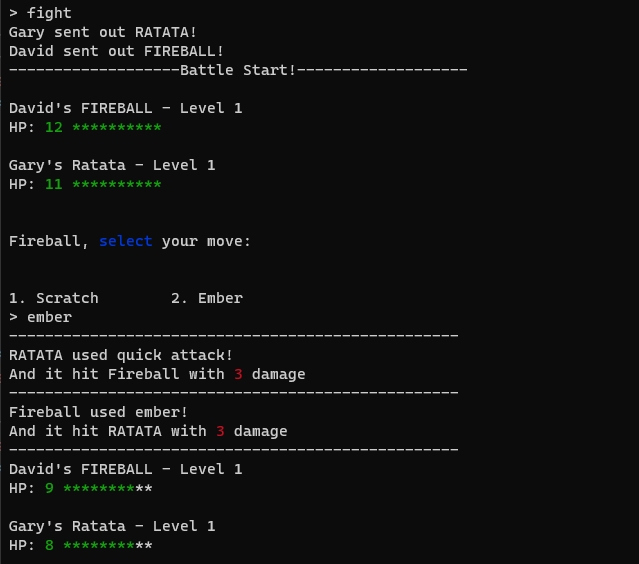 > fight
Gary sent out RATATA!
David sent out FIREBALL!
-------------------Battle Start!-------------------
David's FIREBALL - Level 1
HP: 12 **********
Gary's Ratata - Level 1
HP: 11 **********
Fireball, select your move:
1. Scratch        2. Ember
> ember
--------------------------------------------------
RATATA used quick attack!
And it hit Fireball with 3 damage
--------------------------------------------------
Fireball used ember!
And it hit RATATA with 3 damage
--------------------------------------------------
David's FIREBALL - Level 1
HP: 9 **********
Gary's Ratata - Level 1
HP: 8 **********